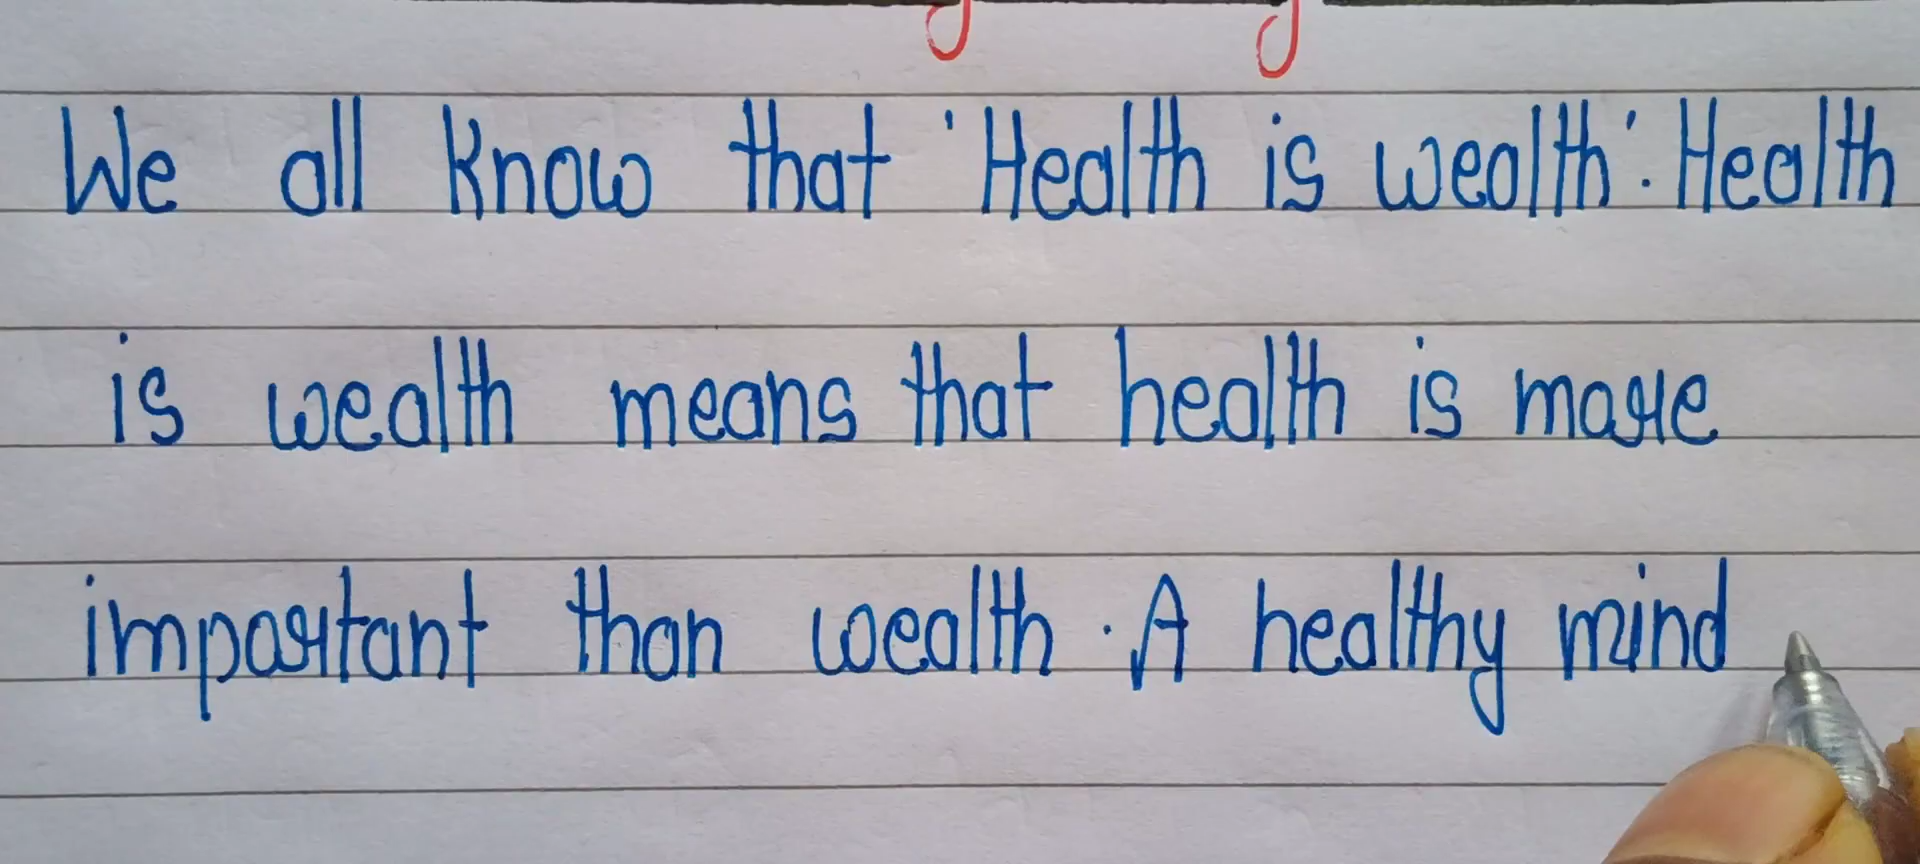 We all Know that 'Health is wealth'. Health
is wealth means that health is more
important than wealth. A healthy mind